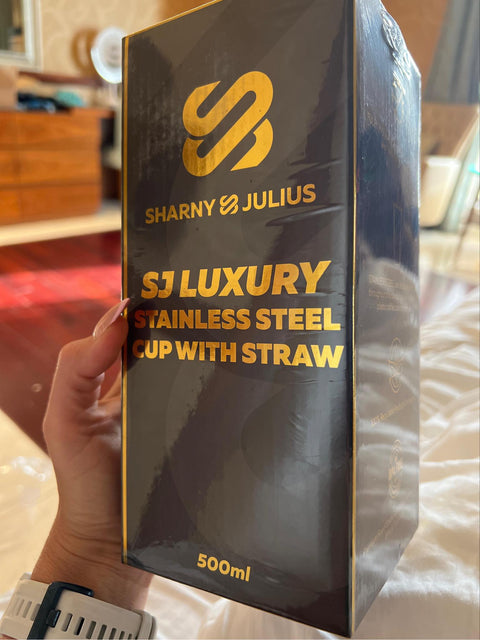 SHARNY JULIUS
SJ LUXURY
STAINLESS STEEL
CUP WITH STRAW
500ml